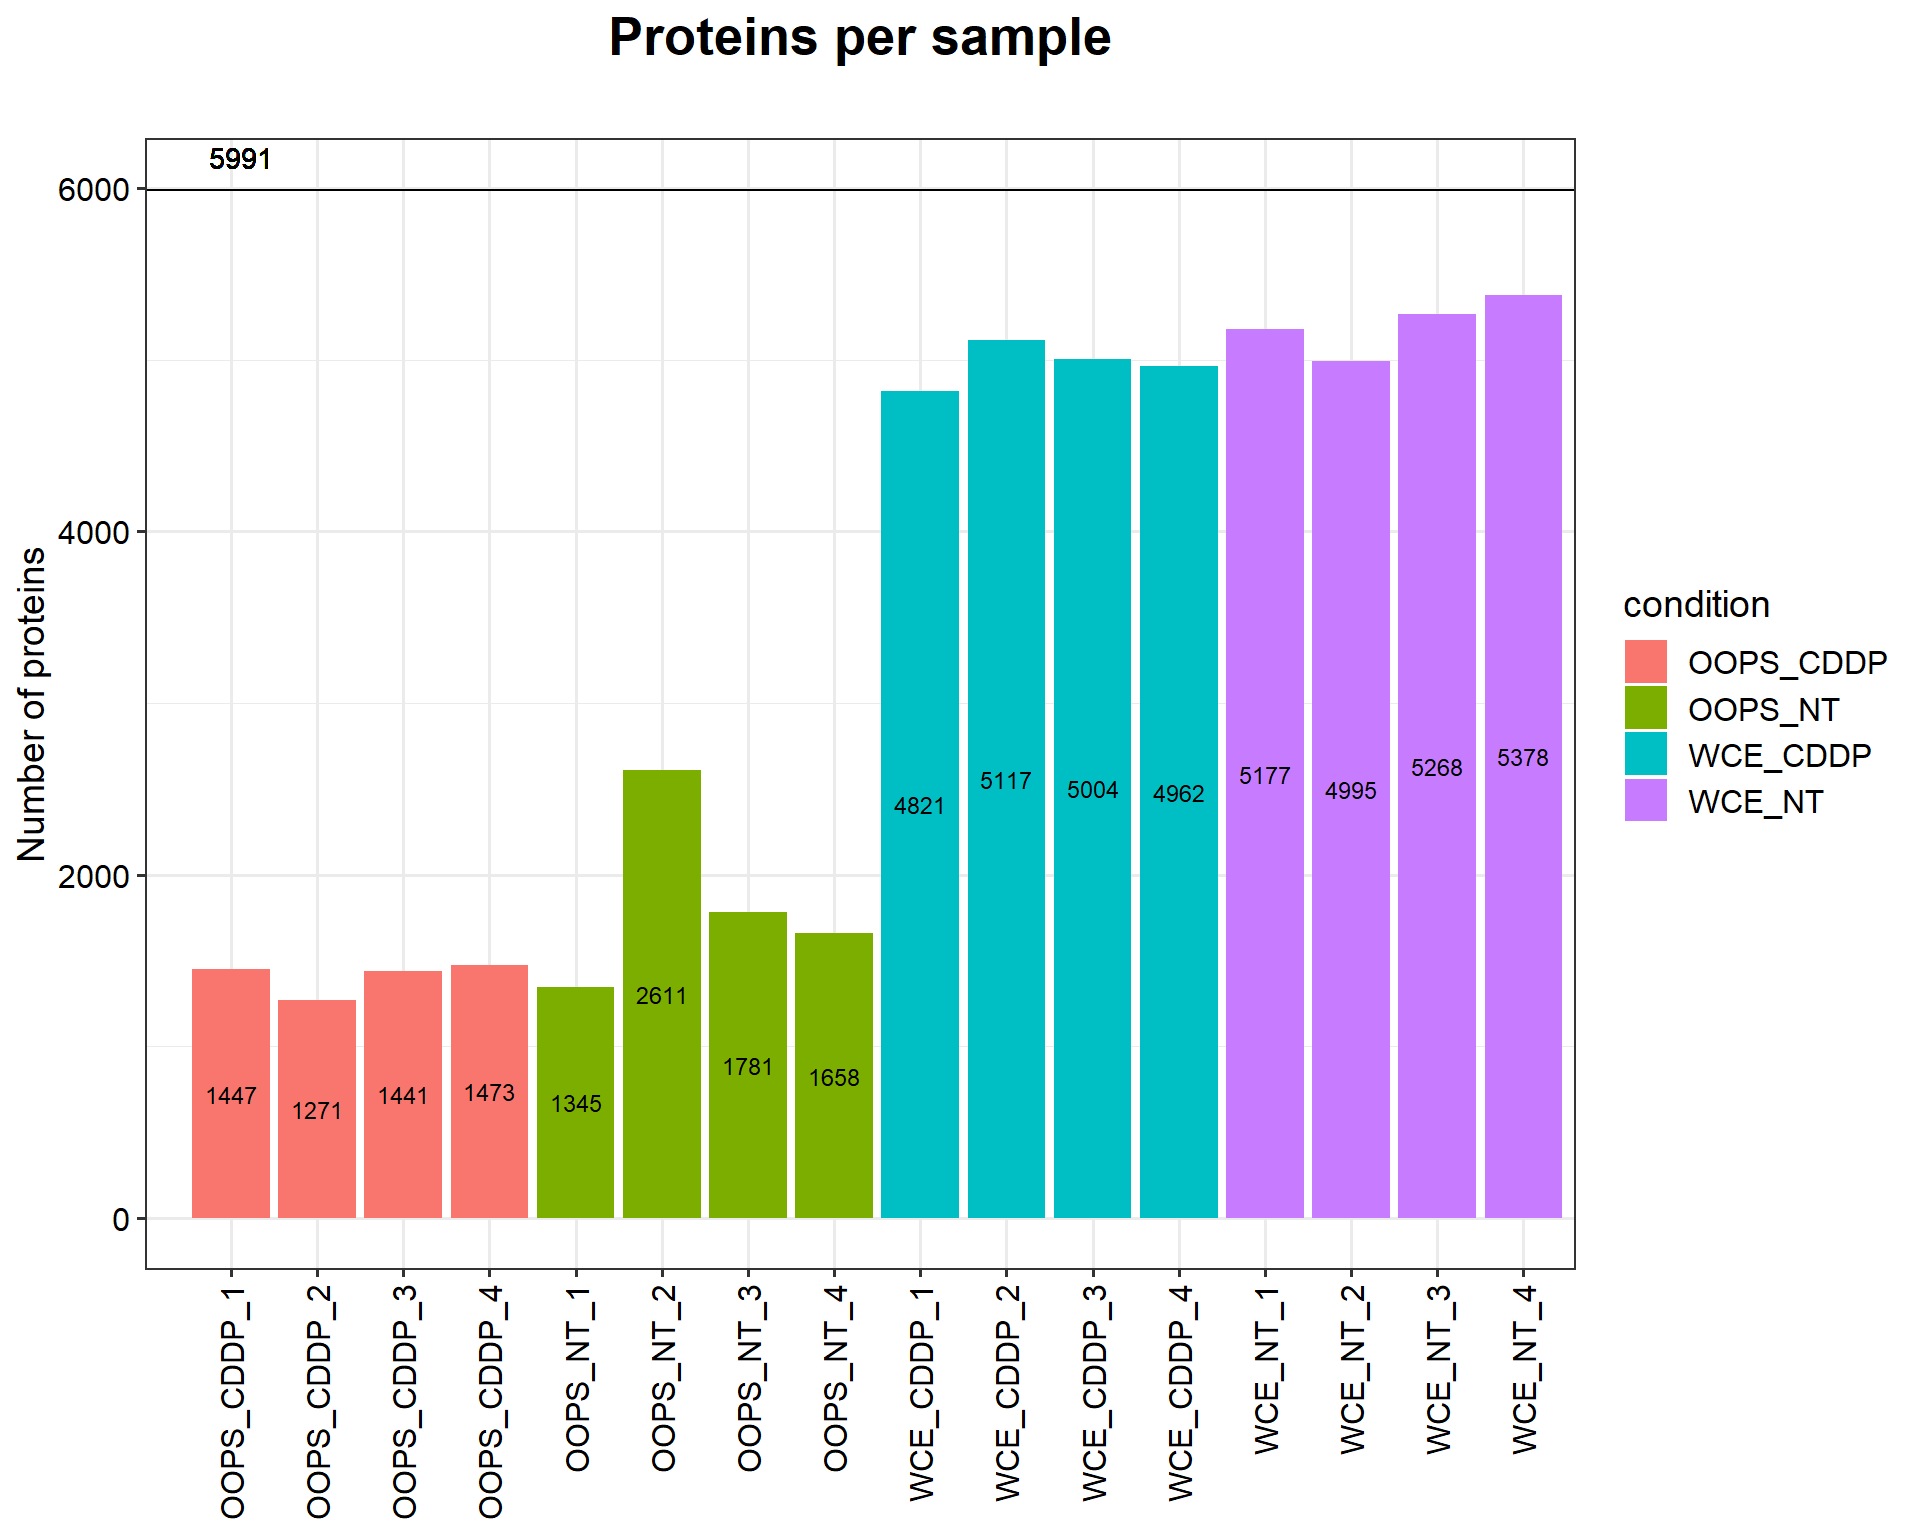 Proteins per sample
5991
6000
4000
2000
0
Number of proteins
1447
1271
1441
1473
1345
2611
1781
1658
4821
5117
5004
4962
5177
4995
5268
5378
OOPS_CDDP_1
OOPS_CDDP_2
OOPS_CDDP_3
OOPS_CDDP_4
OOPS_NT_1
OOPS_NT_2
OOPS_NT_3
OOPS_NT_4
WCE_CDDP_1
WCE_CDDP_2
WCE_CDDP_3
WCE_CDDP_4
WCE_NT_1
WCE_NT_2
WCE_NT_3
WCE_NT_4
condition
OOPS_CDDP
OOPS_NT
WCE_CDDP
WCE_NT